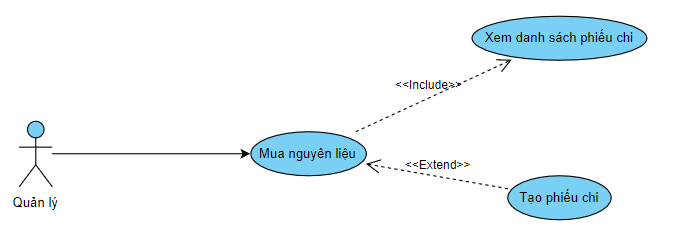 Xem danh sách phiếu chi
<<Include>>
Mua nguyên liệu
<<Extend>>
Tạo phiếu chi
Quản lý